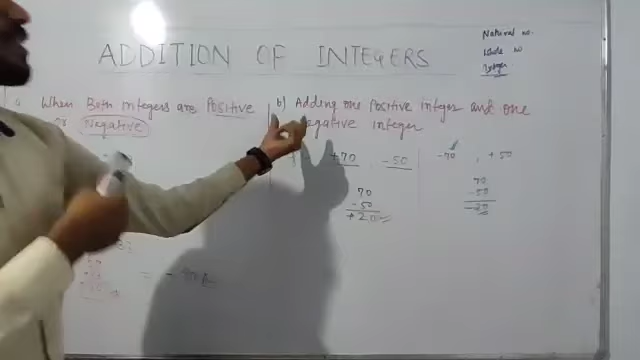 ADDITION OF INTEGERS
Natural no.
Whole no
Integer
a When Both integers are Positive
or Negative
b) Adding one Positive integer and one
negative integer
+70 , -50
70
-50
+20
-70 , +50
70
-50
-20